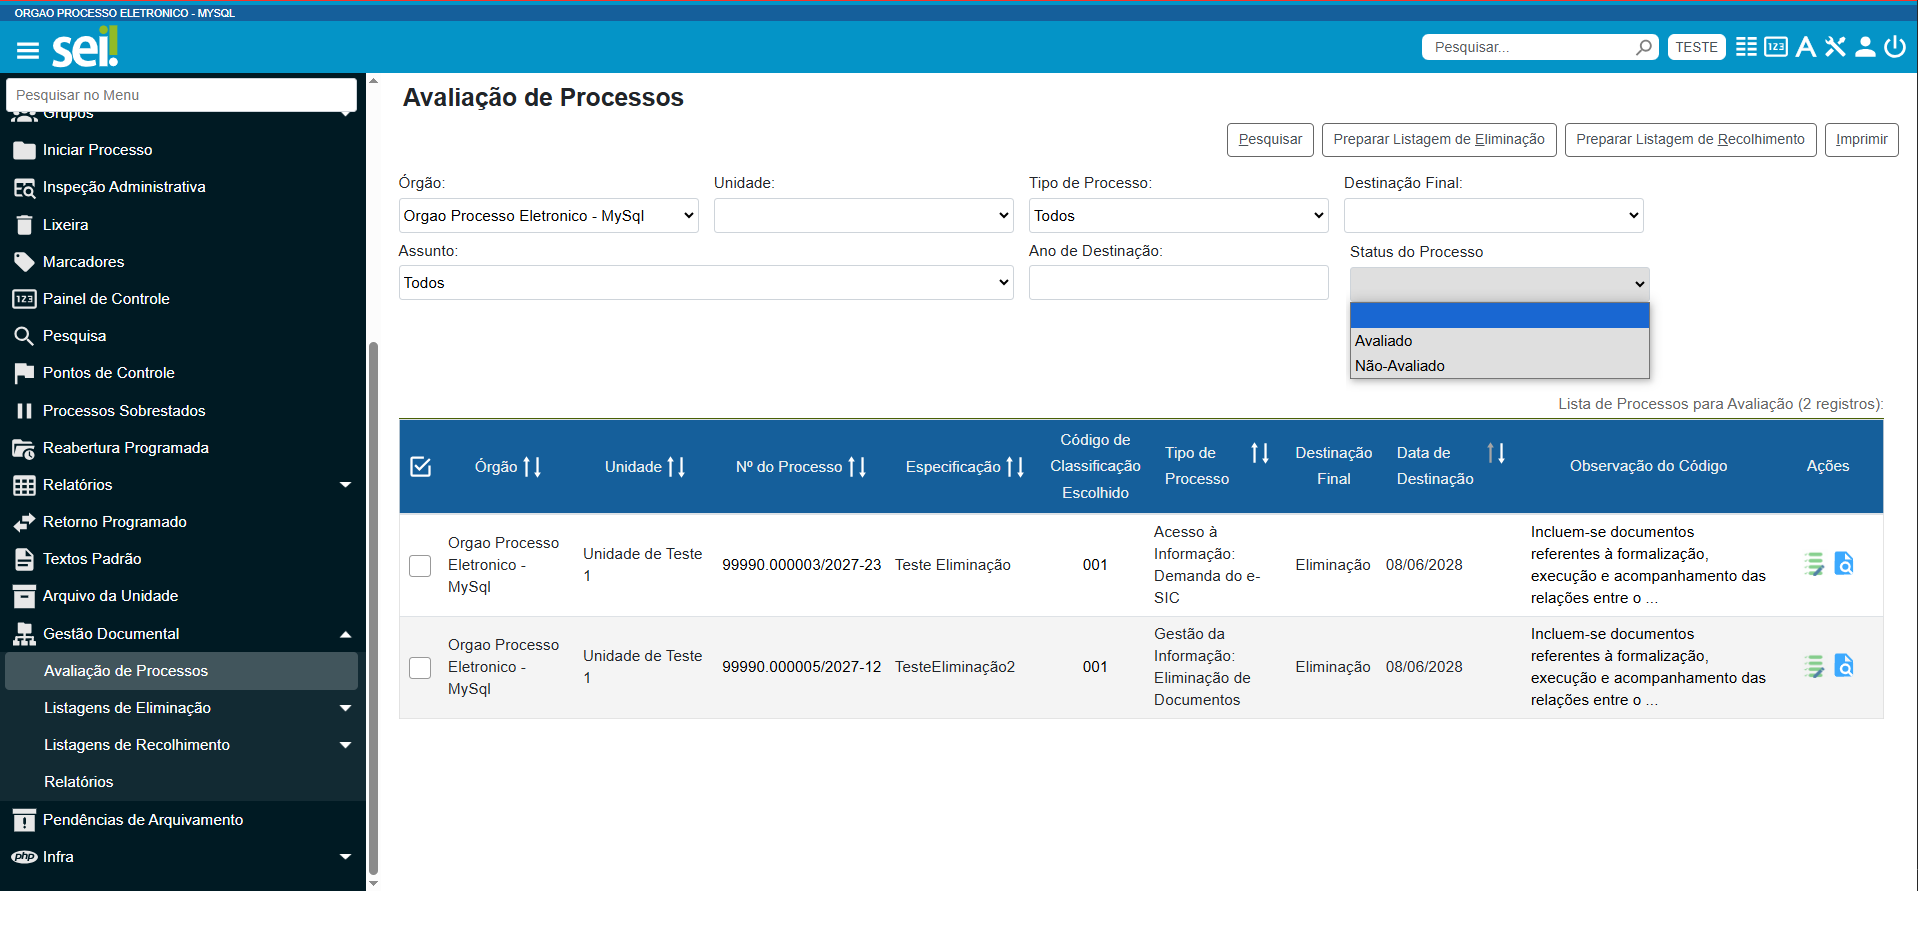 ORGAO PROCESSO ELETRONICO - MYSQL
sei!
Pesquisar...
TESTE
123
A
Pesquisar no Menu
Grupos
Iniciar Processo
Inspeção Administrativa
Lixeira
Marcadores
123
Painel de Controle
Pesquisa
Pontos de Controle
Processos Sobrestados
Reabertura Programada
Relatórios
Retorno Programado
Textos Padrão
Arquivo da Unidade
Gestão Documental
Avaliação de Processos
Listagens de Eliminação
Listagens de Recolhimento
Relatórios
Pendências de Arquivamento
php
Infra
Avaliação de Processos
Pesquisar
Preparar Listagem de Eliminação
Preparar Listagem de Recolhimento
Imprimir
Órgão:
Orgao Processo Eletronico - MySql
Unidade:
Tipo de Processo:
Todos
Destinação Final:
Assunto:
Todos
Ano de Destinação:
Status do Processo
Avaliado
Não-Avaliado
Lista de Processos para Avaliação (2 registros):
Órgão
Unidade
Nº do Processo
Especificação
Código de
Classificação
Escolhido
Tipo de
Processo
Destinação
Final
Data de
Destinação
Observação do Código
Ações
Orgao Processo
Eletronico -
MySql
Unidade de Teste
1
99990.000003/2027-23
Teste Eliminação
001
Acesso à
Informação:
Demanda do e-
SIC
Eliminação
08/06/2028
Incluem-se documentos
referentes à formalização,
execução e acompanhamento das
relações entre o ...
Orgao Processo
Eletronico -
MySql
Unidade de Teste
1
99990.000005/2027-12
TesteEliminação2
001
Gestão da
Informação:
Eliminação de
Documentos
Eliminação
08/06/2028
Incluem-se documentos
referentes à formalização,
execução e acompanhamento das
relações entre o ...